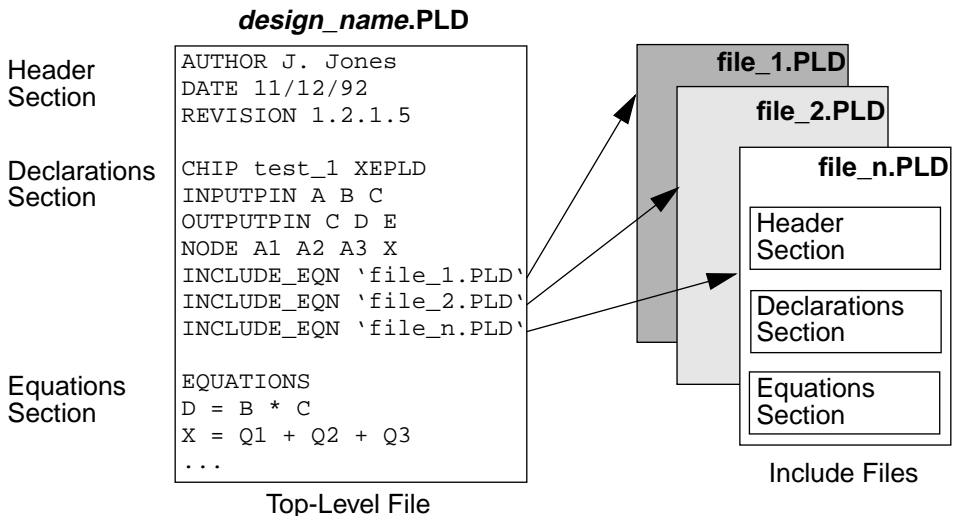 design_name.PLD
Header
Section
AUTHOR J. Jones
DATE 11/12/92
REVISION 1.2.1.5
Declarations
Section
CHIP test_1 XEPLD
INPUTPIN A B C
OUTPUTPIN C D E
NODE A1 A2 A3 X
INCLUDE_EQN ‘file_1.PLD‘
INCLUDE_EQN ‘file_2.PLD‘
INCLUDE_EQN ‘file_n.PLD‘
Equations
Section
EQUATIONS
D = B * C
X = Q1 + Q2 + Q3
...
Top-Level File
file_1.PLD
file_2.PLD
file_n.PLD
Header
Section
Declarations
Section
Equations
Section
Include Files